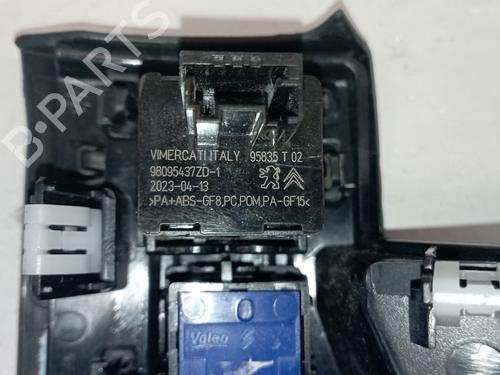 B-PARTS
VIMERCATI ITALY 95835 T 02
98095437ZD-1
2023-04-13
>PA+ABS-GF8,PC,POM,PA-GF15<
O
Valeo